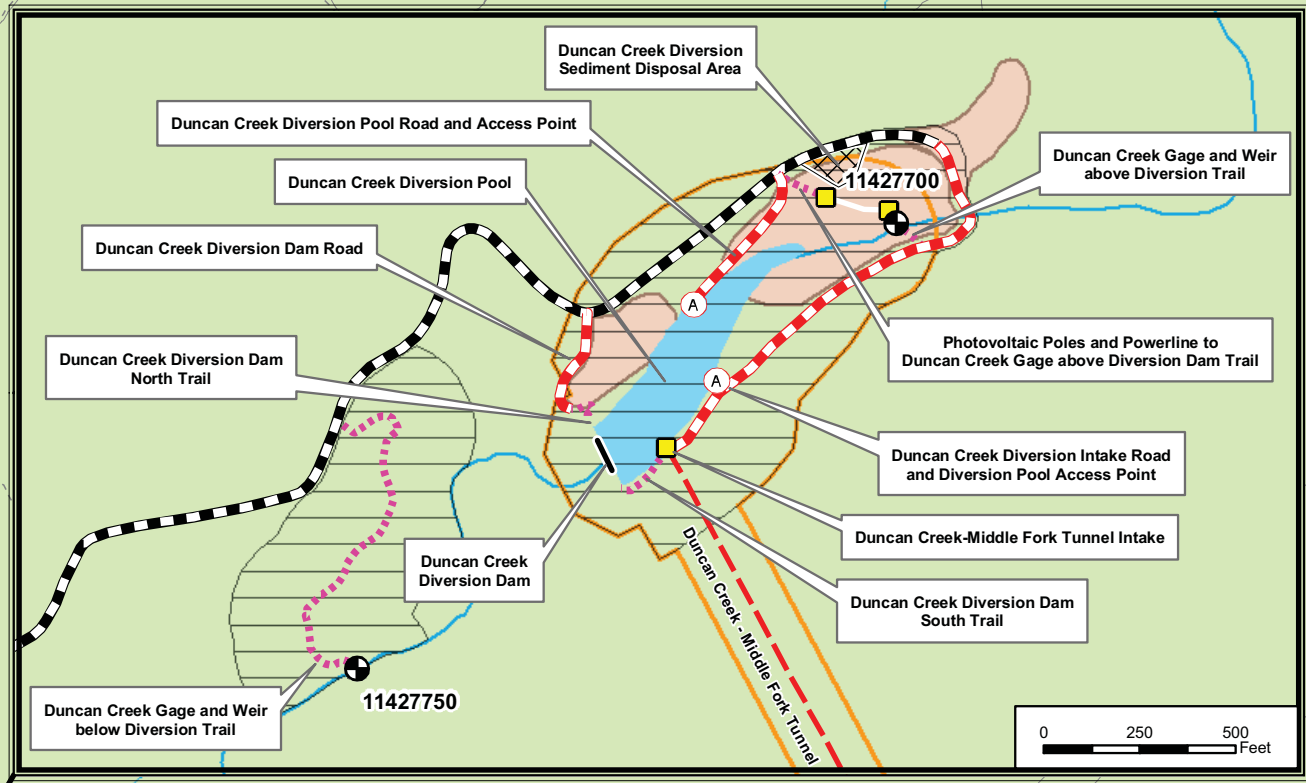 Duncan Creek Diversion
Sediment Disposal Area
Duncan Creek Diversion Pool Road and Access Point
Duncan Creek Gage and Weir
above Diversion Trail
Duncan Creek Diversion Pool
11427700
Duncan Creek Diversion Dam Road
A
Photovoltaic Poles and Powerline to
Duncan Creek Gage above Diversion Dam Trail
Duncan Creek Diversion Dam
North Trail
A
Duncan Creek Diversion Intake Road
and Diversion Pool Access Point
Duncan Creek-Middle Fork Tunnel Intake
Duncan Creek
Diversion Dam
Duncan Creek Diversion Dam
South Trail
Duncan Creek - Middle Fork Tunnel
11427750
Duncan Creek Gage and Weir
below Diversion Trail
0 250 500
Feet